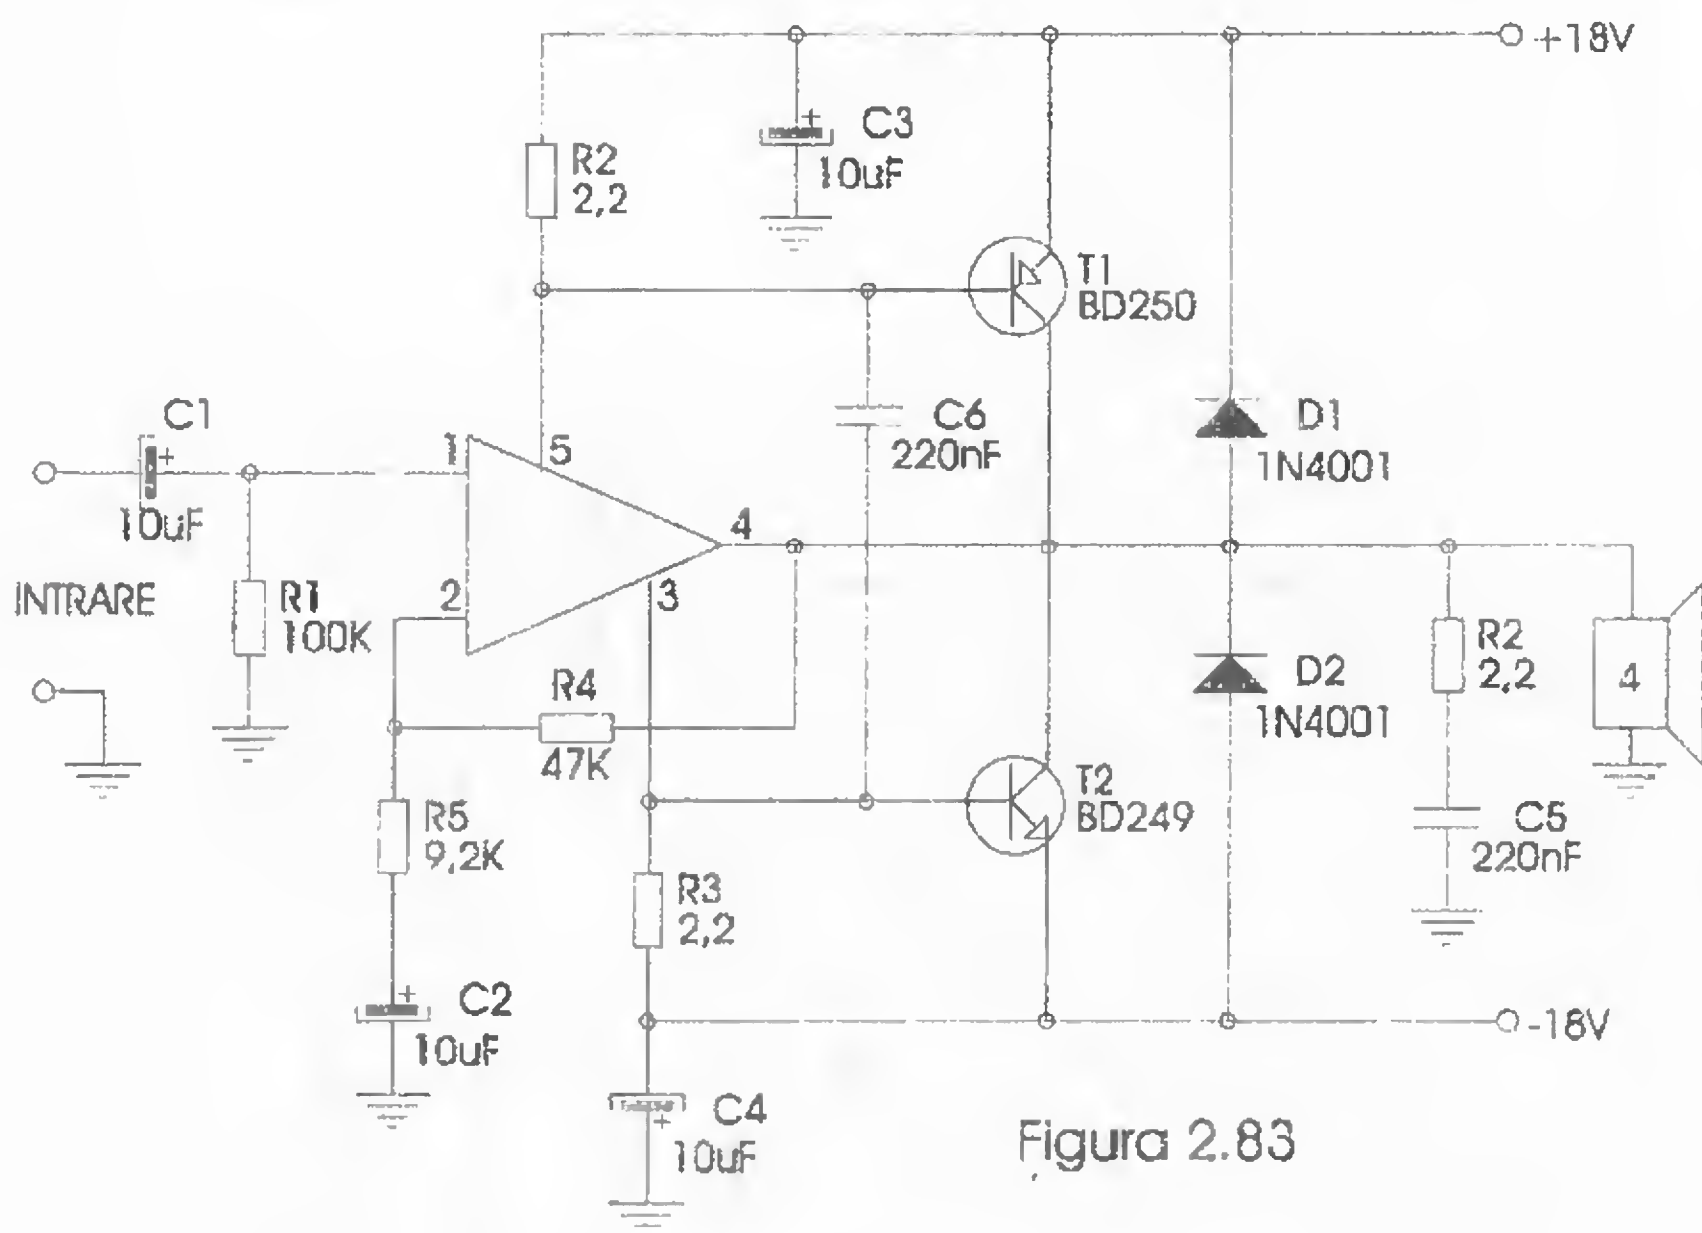 +18V
C3
10uF
R2
2,2
T1
BD250
C1
10uF
1
5
C6
220nF
D1
1N4001
4
INTRARE
R1
100K
2
3
R4
47K
D2
1N4001
R2
2,2
4
T2
BD249
R5
9,2K
R3
2,2
C5
220nF
C2
10uF
-18V
C4
10uF
Figura 2.83